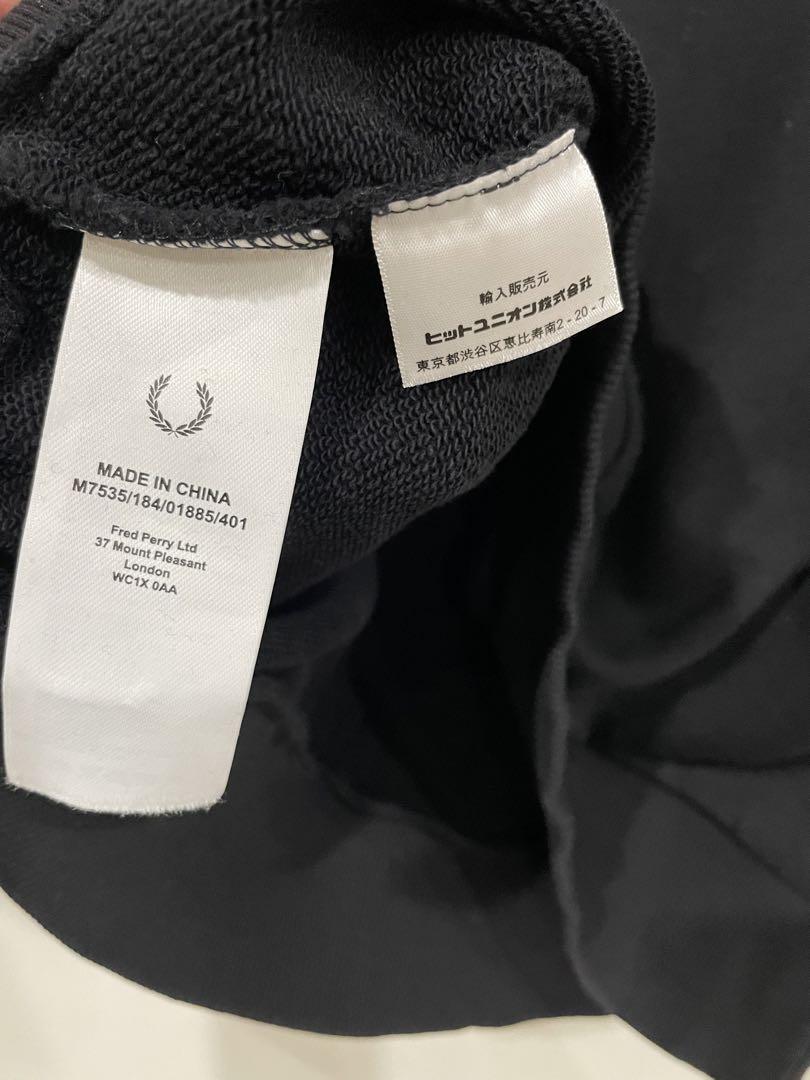 MADE IN CHINA
M7535/184/01885/401
Fred Perry Ltd
37 Mount Pleasant
London
WC1X 0AA
輸入販売元
ヒットユニオン株式会社
東京都渋谷区恵比寿南2-20-7